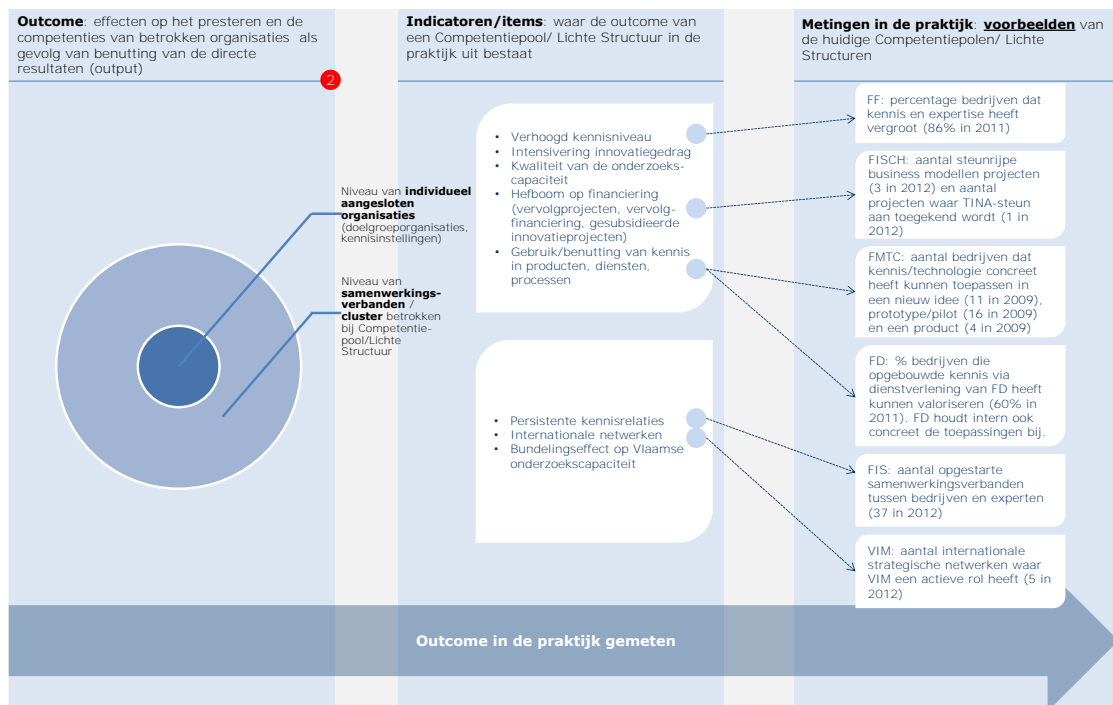 Outcome: effecten op het presteren en de
competenties van betrokken organisaties als
gevolg van benutting van de directe
resultaten (output)
2
Indicatoren/items: waar de outcome van
een Competentiepool/ Lichte Structuur in de
praktijk uit bestaat
Metingen in de praktijk: voorbeelden van
de huidige Competentiepolen/ Lichte
Structuren
Niveau van individueel
aangesloten
organisaties
(doelgroeporganisaties,
kennisinstellingen)
Niveau van
samenwerkings-
verbanden /
cluster betrokken
bij Competentie-
pool/Lichte
Structuur
• Verhoogd kennisniveau
• Intensivering innovatiegedrag
• Kwaliteit van de onderzoeks-
capaciteit
• Hefboom op financiering
(vervolgprojecten, vervolg-
financiering, gesubsidieerde
innovatieprojecten)
• Gebruik/benutting van kennis
in producten, diensten,
processen
• Persistente kennisrelaties
• Internationale netwerken
• Bundelingseffect op Vlaamse
onderzoekscapaciteit
FF: percentage bedrijven dat
kennis en expertise heeft
vergroot (86% in 2011)
FISCH: aantal steunrijpe
business modellen projecten
(3 in 2012) en aantal
projecten waar TINA-steun
aan toegekend wordt (1 in
2012)
FMTC: aantal bedrijven dat
kennis/technologie concreet
heeft kunnen toepassen in
een nieuw idee (11 in 2009),
prototype/pilot (16 in 2009)
en een product (4 in 2009)
FD: % bedrijven die
opgebouwde kennis via
dienstverlening van FD heeft
kunnen valoriseren (60% in
2011). FD houdt intern ook
concreet de toepassingen bij.
FIS: aantal opgestarte
samenwerkingsverbanden
tussen bedrijven en experten
(37 in 2012)
VIM: aantal internationale
strategische netwerken waar
VIM een actieve rol heeft (5 in
2012)
Outcome in de praktijk gemeten